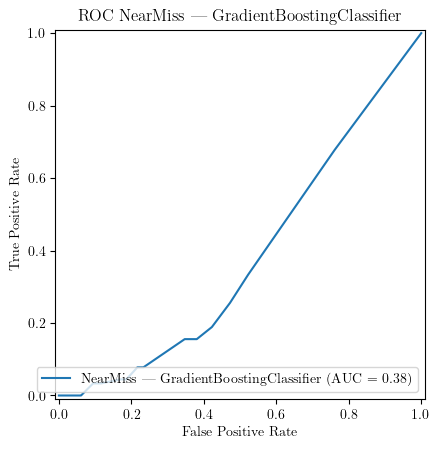 ROC NearMiss — GradientBoostingClassifier
1.0
0.8
0.6
0.4
0.2
0.0
True Positive Rate
NearMiss — GradientBoostingClassifier (AUC = 0.38)
0.0 0.2 0.4 0.6 0.8 1.0
False Positive Rate